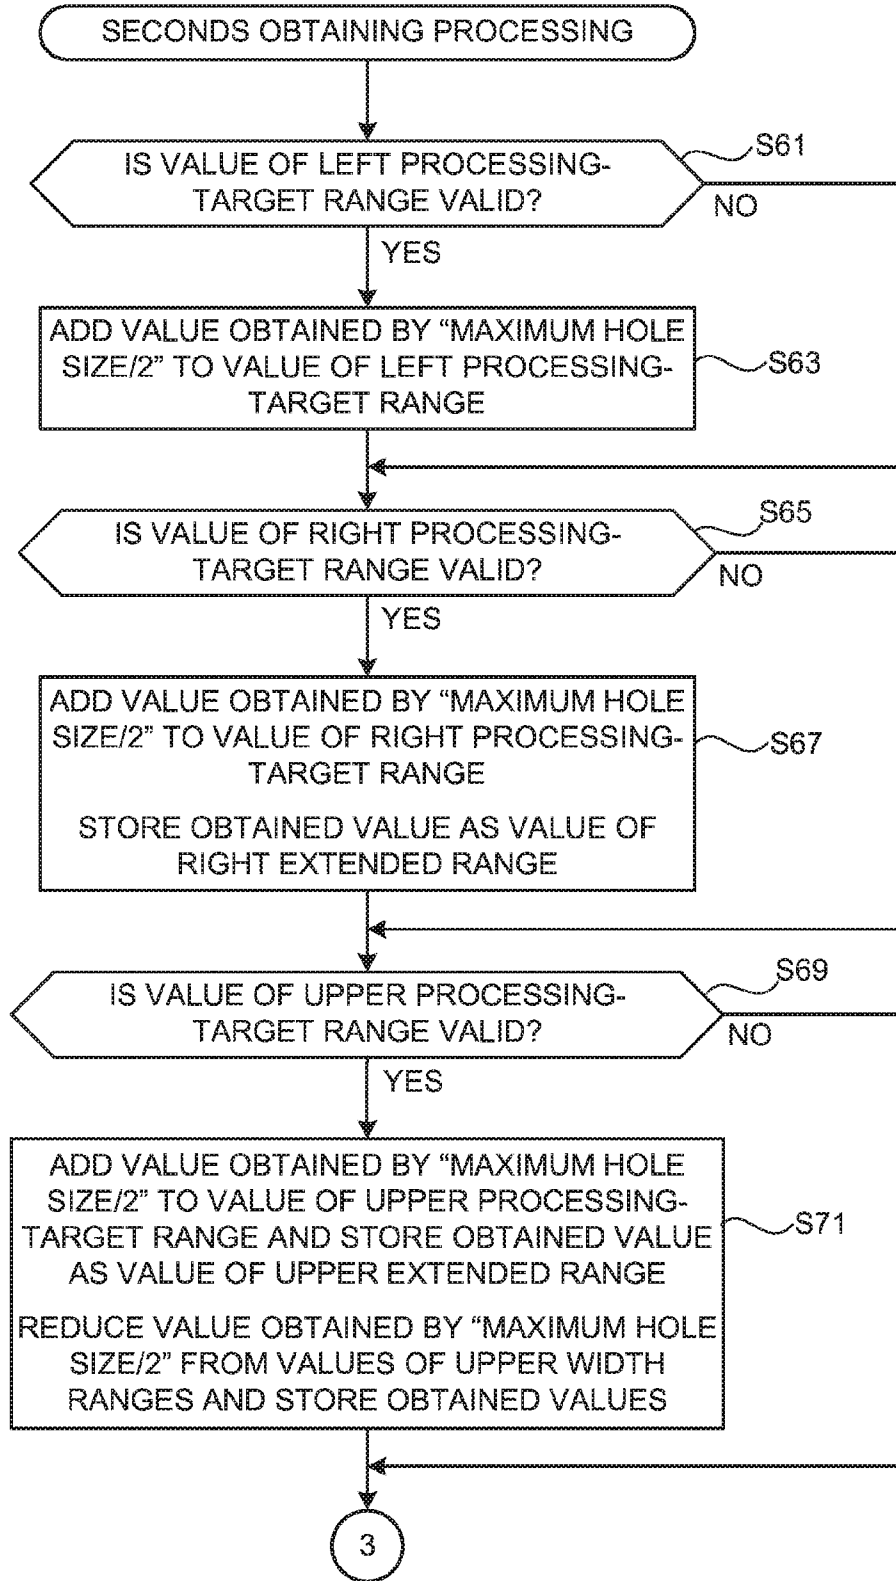 SECONDS OBTAINING PROCESSING
IS VALUE OF LEFT PROCESSING-
TARGET RANGE VALID?
S61
NO
YES
ADD VALUE OBTAINED BY “MAXIMUM HOLE
SIZE/2” TO VALUE OF LEFT PROCESSING-
TARGET RANGE
S63
IS VALUE OF RIGHT PROCESSING-
TARGET RANGE VALID?
S65
NO
YES
ADD VALUE OBTAINED BY “MAXIMUM HOLE
SIZE/2” TO VALUE OF RIGHT PROCESSING-
TARGET RANGE
STORE OBTAINED VALUE AS VALUE OF
RIGHT EXTENDED RANGE
S67
IS VALUE OF UPPER PROCESSING-
TARGET RANGE VALID?
S69
NO
YES
ADD VALUE OBTAINED BY “MAXIMUM HOLE
SIZE/2” TO VALUE OF UPPER PROCESSING-
TARGET RANGE AND STORE OBTAINED VALUE
AS VALUE OF UPPER EXTENDED RANGE
REDUCE VALUE OBTAINED BY “MAXIMUM HOLE
SIZE/2” FROM VALUES OF UPPER WIDTH
RANGES AND STORE OBTAINED VALUES
S71
3